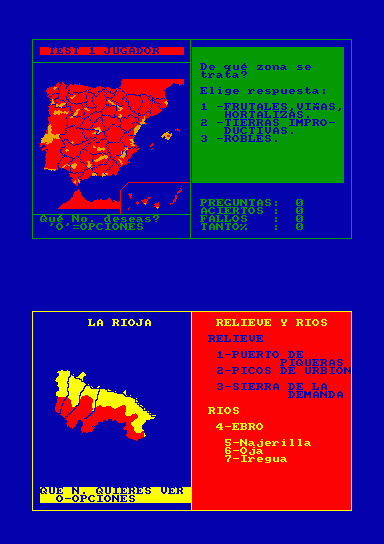 TEST 1 JUGADOR
De qué zona se
trata?
Elige respuesta:
1 -FRUTALES,VIÑAS,
HORTALIZAS.
2 -TIERRAS IMPRO-
DUCTIVAS.
3 -ROBLES.
Qué No. deseas?
'O'=OPCIONES
PREGUNTAS: 0
ACIERTOS : 0
FALLOS : 0
TANTO% : 0
LA RIOJA
QUE N. QUIERES VER
O-OPCIONES
RELIEVE Y RIOS
RELIEVE
1-PUERTO DE
PIQUERAS
2-PICOS DE URBION
3-SIERRA DE LA
DEMANDA
RIOS
4-EBRO
5-Najerilla
6-Oja
7-Iregua